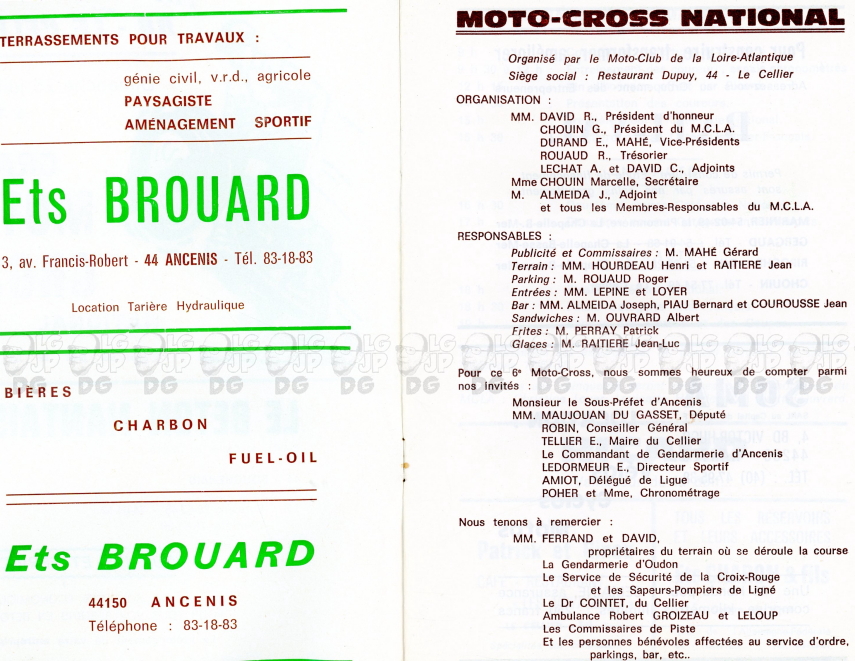 TERRASSEMENTS POUR TRAVAUX :
génie civil, v.r.d., agricole
PAYSAGISTE
AMÉNAGEMENT SPORTIF
Ets BROUARD
3, av. Francis-Robert - 44 ANCENIS - Tél. 83-18-83
Location Tarière Hydraulique
BIÈRES
CHARBON
FUEL-OIL
Ets BROUARD
44150 ANCENIS
Téléphone : 83-18-83
MOTO-CROSS NATIONAL
Organisé par le Moto-Club de la Loire-Atlantique
Siège social : Restaurant Dupuy, 44 - Le Cellier
ORGANISATION :
MM. DAVID R., Président d'honneur
CHOUIN G., Président du M.C.L.A.
DURAND E., MAHÉ, Vice-Présidents
ROUAUD R., Trésorier
LECHAT A. et DAVID C., Adjoints
Mme CHOUIN Marcelle, Secrétaire
M. ALMEIDA J., Adjoint
et tous les Membres-Responsables du M.C.L.A.
RESPONSABLES :
Publicité et Commissaires : M. MAHÉ Gérard
Terrain : MM. HOURDEAU Henri et RAITIERE Jean
Parking : M. ROUAUD Roger
Entrées : MM. LEPINE et LOYER
Bar : MM. ALMEIDA Joseph, PIAU Bernard et COUROUSSE Jean
Sandwiches : M. OUVRARD Albert
Frites : M. PERRAY Patrick
Glaces : M. RAITIERE Jean-Luc
LG JP DG
Pour ce 6e Moto-Cross, nous sommes heureux de compter parmi
nos invités :
Monsieur le Sous-Préfet d'Ancenis
MM. MAUJOUAN DU GASSET, Député
ROBIN, Conseiller Général
TELLIER E., Maire du Cellier
Le Commandant de Gendarmerie d'Ancenis
LEDORMEUR E., Directeur Sportif
AMIOT, Délégué de Ligue
POHER et Mme, Chronométrage
Nous tenons à remercier :
MM. FERRAND et DAVID,
propriétaires du terrain où se déroule la course
La Gendarmerie d'Oudon
Le Service de Sécurité de la Croix-Rouge
et les Sapeurs-Pompiers de Ligné
Le Dr COINTET, du Cellier
Ambulance Robert GROIZEAU et LELOUP
Les Commissaires de Piste
Et les personnes bénévoles affectées au service d'ordre,
parkings, bar, etc..